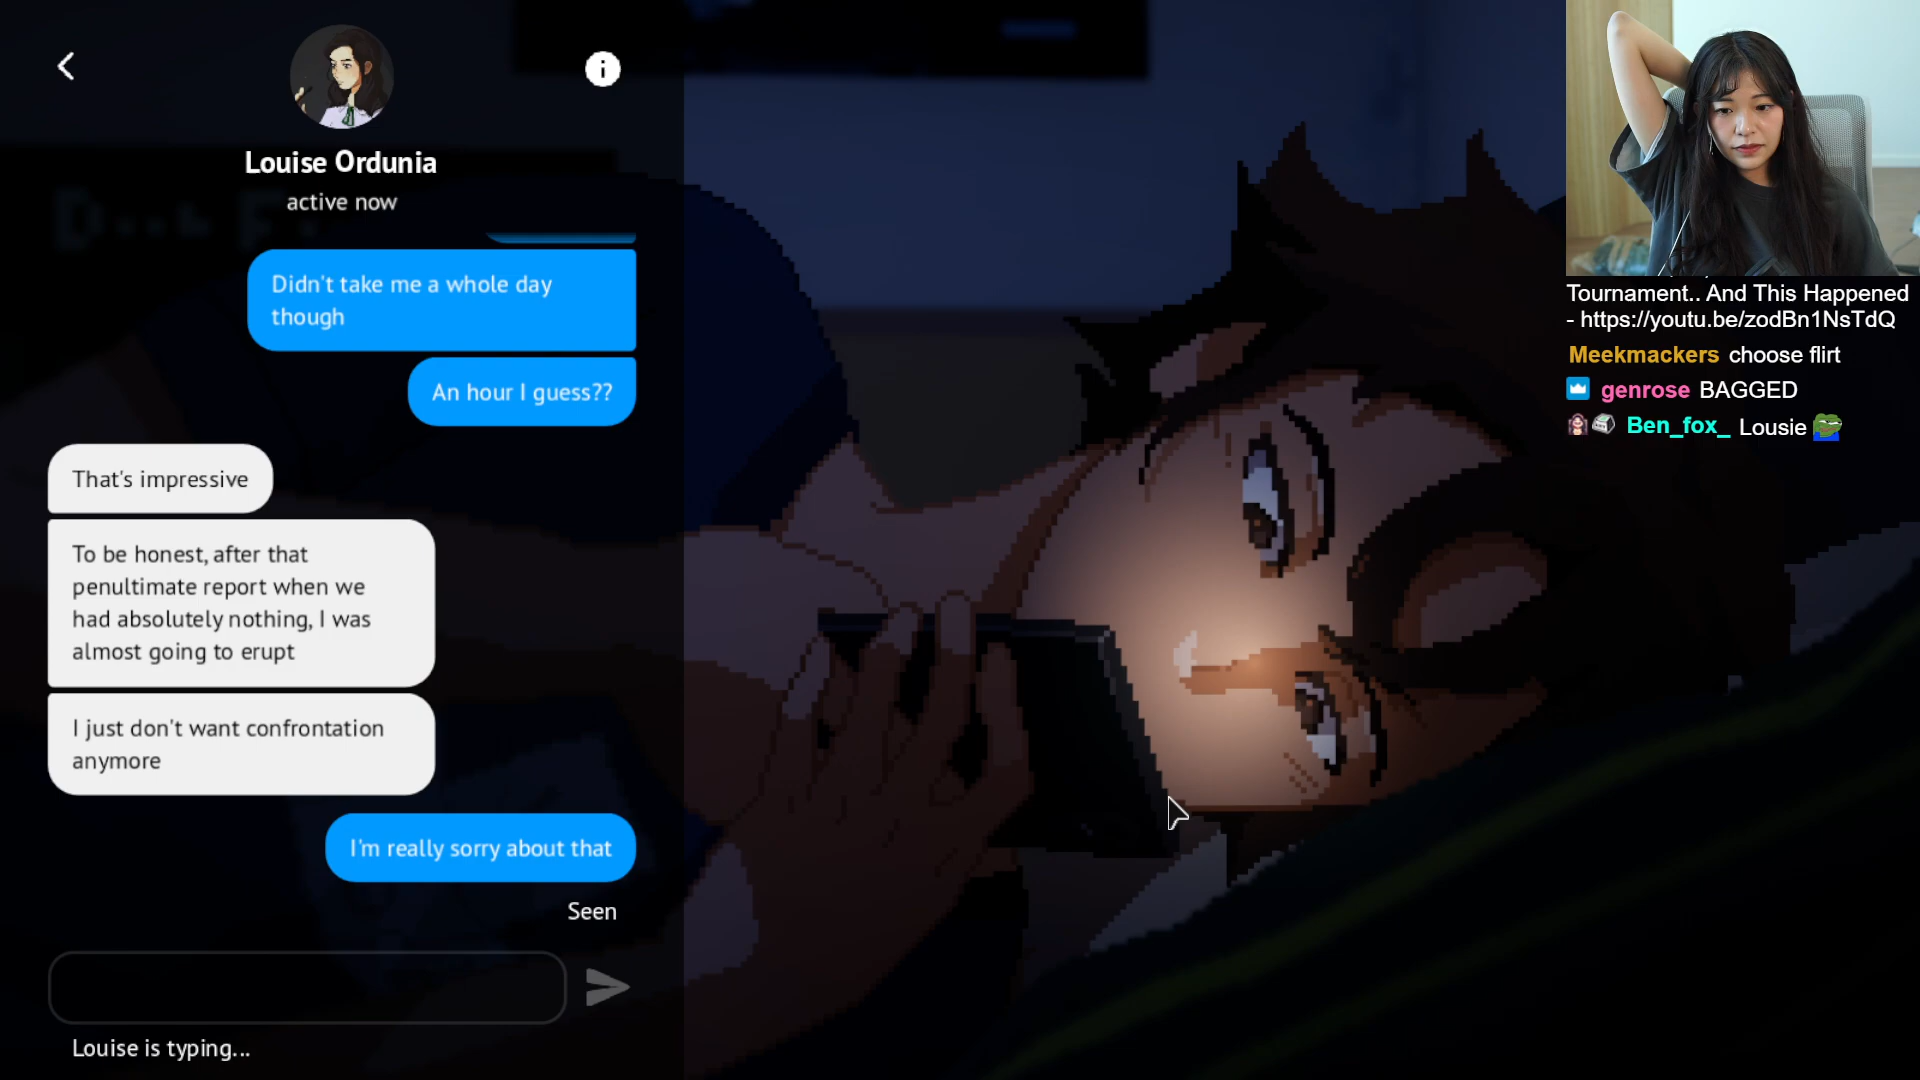 Louise Ordunia
active now
Didn't take me a whole day
though
An hour I guess??
That's impressive
To be honest, after that
penultimate report when we
had absolutely nothing, I was
almost going to erupt
I just don't want confrontation
anymore
I'm really sorry about that
Seen
Louise is typing...
Tournament.. And This Happened
- https://youtu.be/zodBn1NsTdQ
Meekmackers choose flirt
genrose BAGGED
Ben_fox_ Lousie